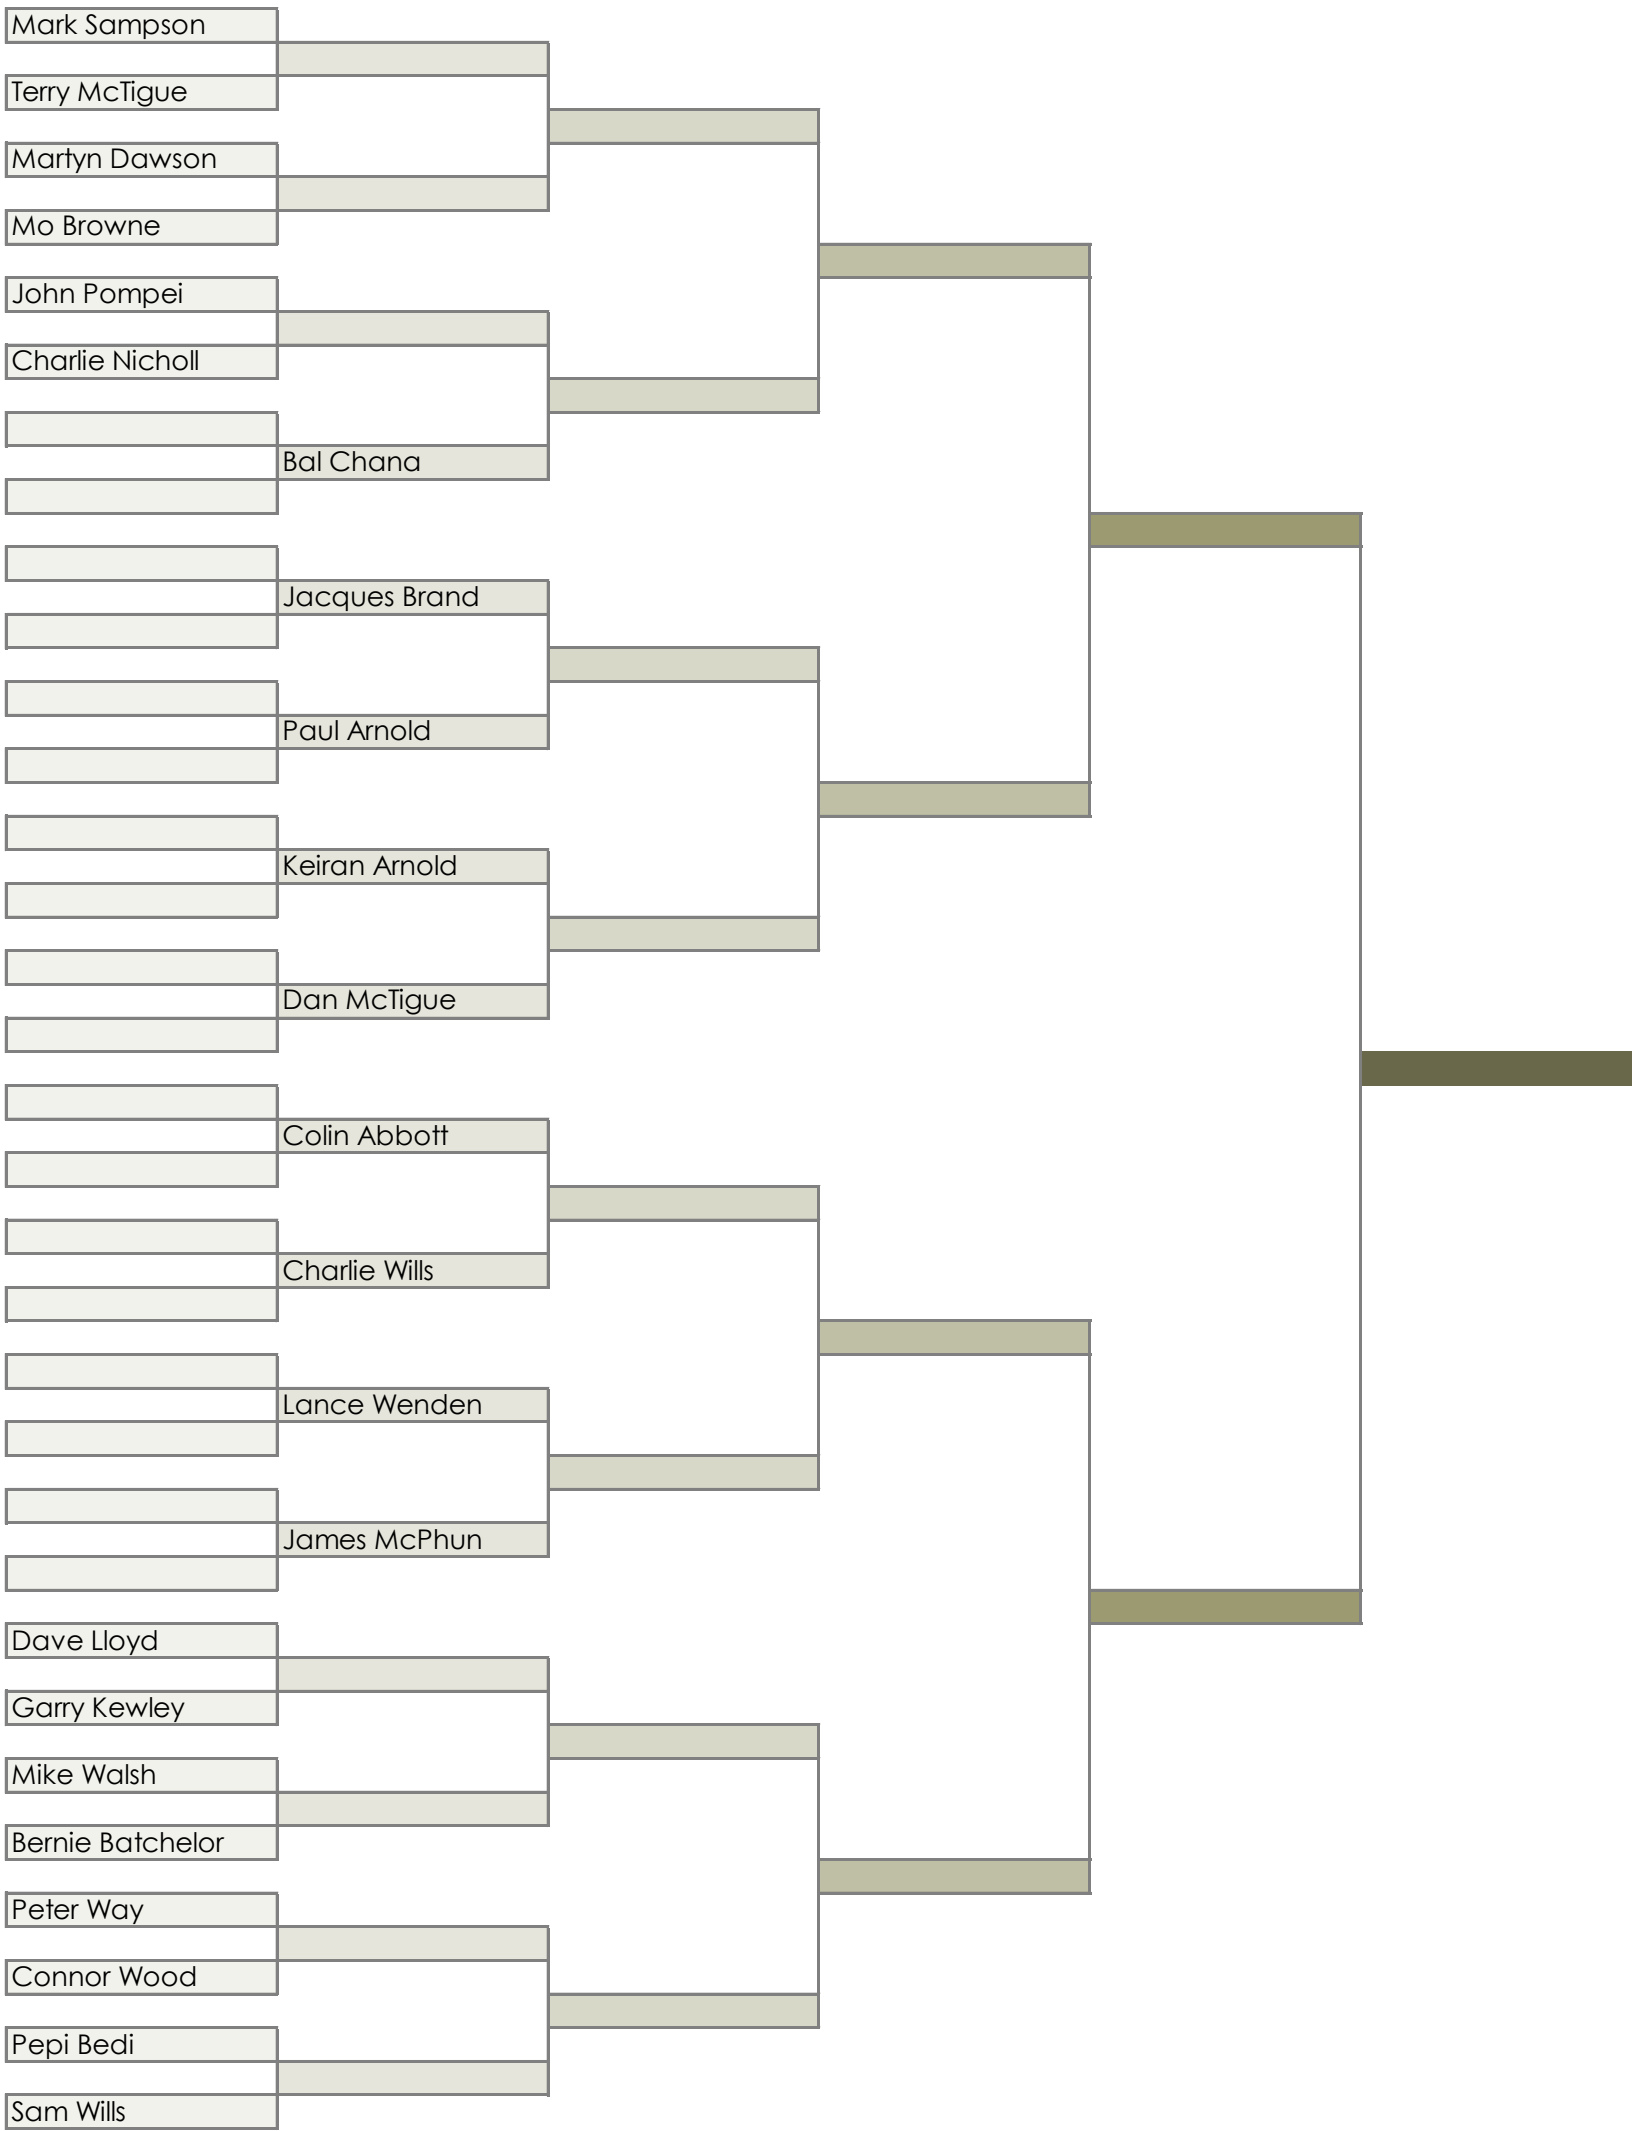 Mark Sampson
Terry McTigue
Martyn Dawson
Mo Browne
John Pompei
Charlie Nicholl
Bal Chana
Jacques Brand
Paul Arnold
Keiran Arnold
Dan McTigue
Colin Abbott
Charlie Wills
Lance Wenden
James McPhun
Dave Lloyd
Garry Kewley
Mike Walsh
Bernie Batchelor
Peter Way
Connor Wood
Pepi Bedi
Sam Wills